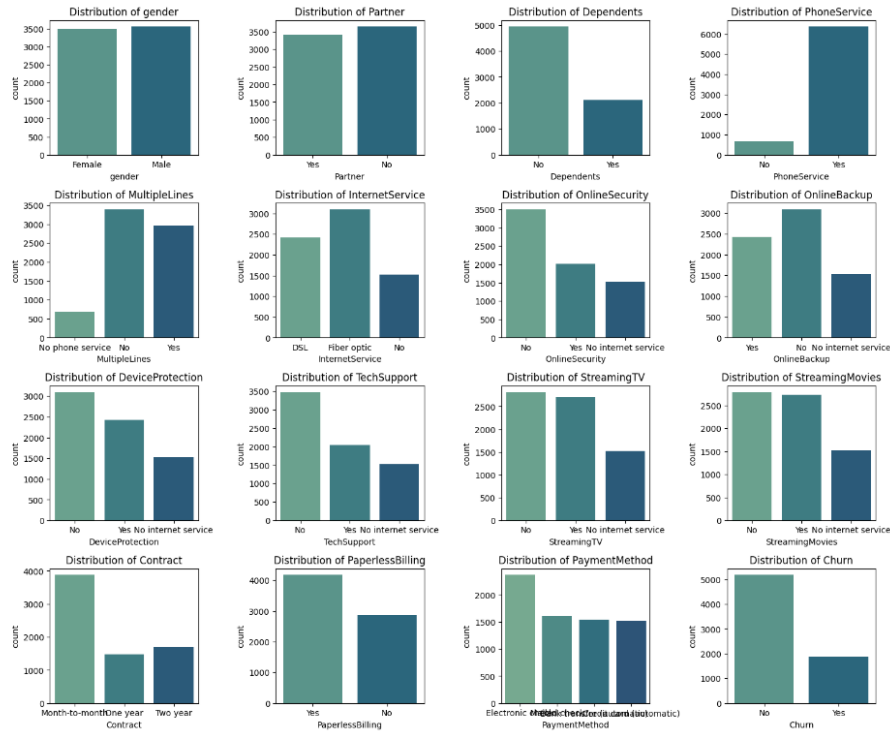 Distribution of gender
count
3500
3000
2500
2000
1500
1000
500
0
Female Male
gender
Distribution of Partner
count
3500
3000
2500
2000
1500
1000
500
0
Yes No
Partner
Distribution of Dependents
count
5000
4000
3000
2000
1000
0
No Yes
Dependents
Distribution of PhoneService
count
6000
5000
4000
3000
2000
1000
0
No Yes
PhoneService
Distribution of MultipleLines
count
3500
3000
2500
2000
1500
1000
500
0
No phone service No Yes
MultipleLines
Distribution of InternetService
count
3000
2500
2000
1500
1000
500
0
DSL Fiber optic No
InternetService
Distribution of OnlineSecurity
count
3500
3000
2500
2000
1500
1000
500
0
No Yes No internet service
OnlineSecurity
Distribution of OnlineBackup
count
3000
2500
2000
1500
1000
500
0
Yes No No internet service
OnlineBackup
Distribution of DeviceProtection
count
3000
2500
2000
1500
1000
500
0
No Yes No internet service
DeviceProtection
Distribution of TechSupport
count
3500
3000
2500
2000
1500
1000
500
0
No Yes No internet service
TechSupport
Distribution of StreamingTV
count
2500
2000
1500
1000
500
0
No Yes No internet service
StreamingTV
Distribution of StreamingMovies
count
2500
2000
1500
1000
500
0
No Yes No internet service
StreamingMovies
Distribution of Contract
count
4000
3000
2000
1000
0
Month-to-month One year Two year
Contract
Distribution of PaperlessBilling
count
4000
3000
2000
1000
0
Yes No
PaperlessBilling
Distribution of PaymentMethod
count
2000
1500
1000
500
0
Electronic
PaymentMethod
Distribution of Churn
count
5000
4000
3000
2000
1000
0
No Yes
Churn